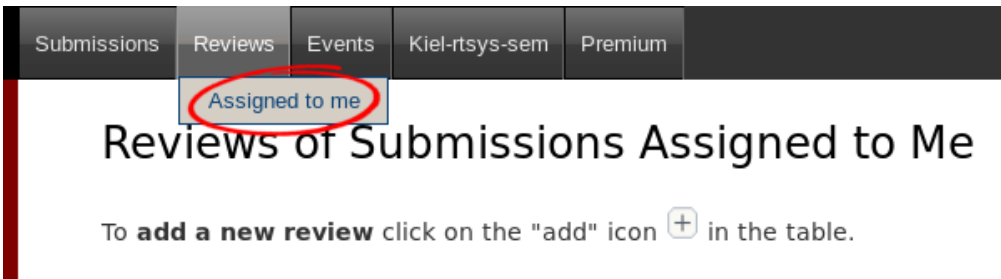 Submissions Reviews Events Kiel-rtsys-sem Premium
Assigned to me
Reviews of Submissions Assigned to Me
To add a new review click on the "add" icon + in the table.